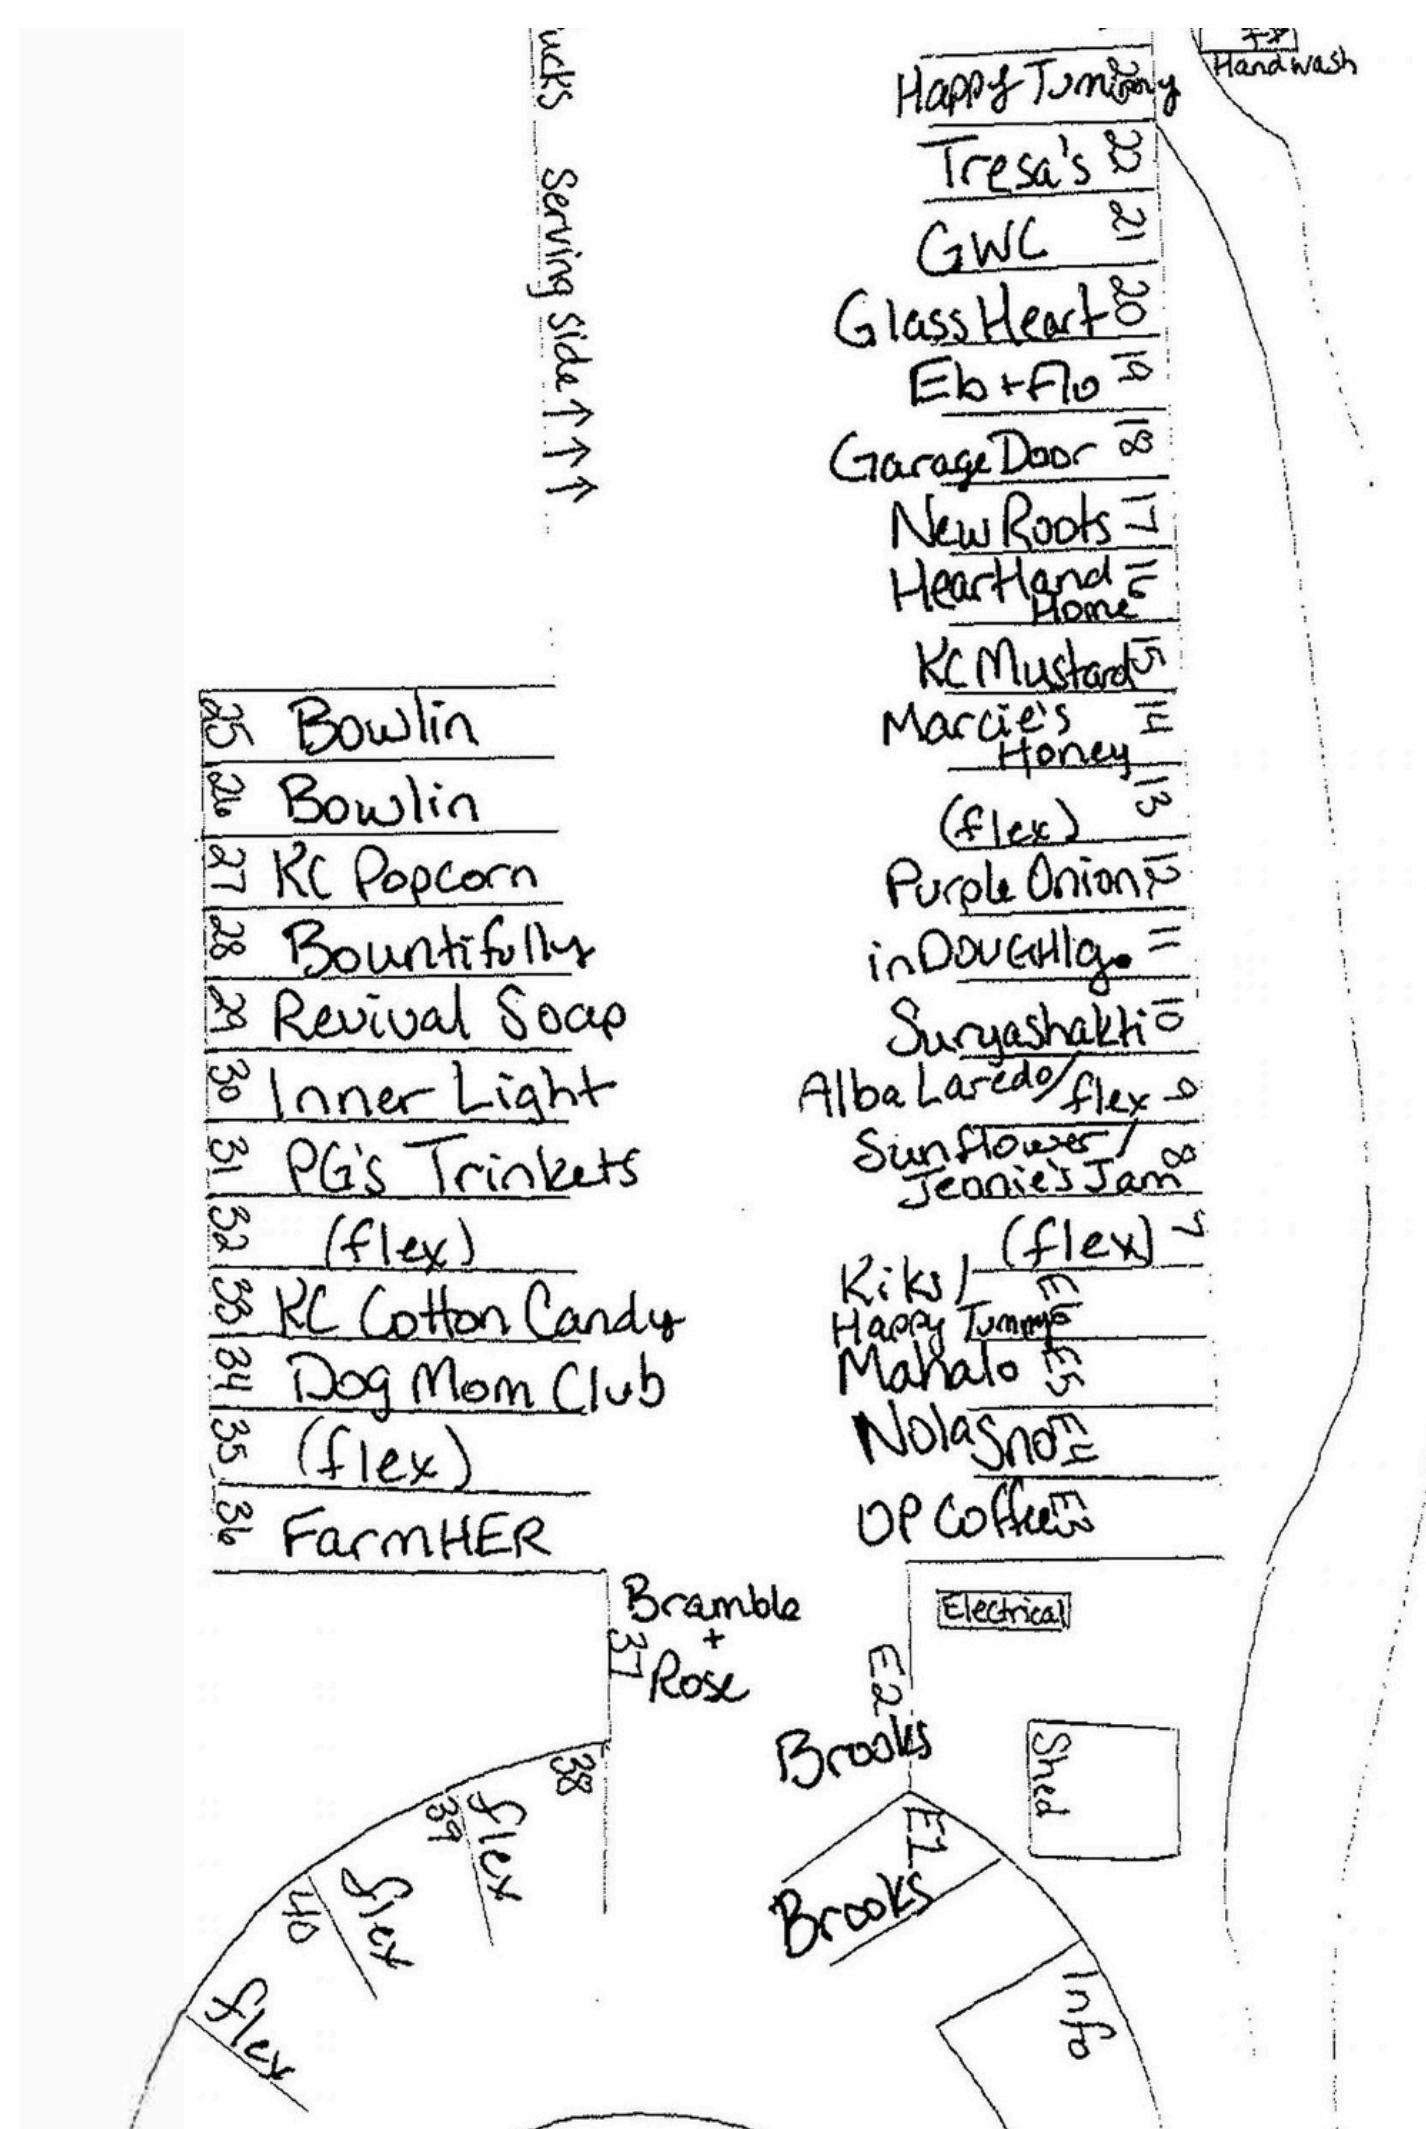 Handwash
Serving side ↑↑↑
Happy Tummy
22 Tresa's
21 GWC
20 Glass Heart
19 Eb + Flo
18 Garage Door
17 New Roots
16 Heartland
Home
15 KC Mustard
14 Marcie's
Honey
13 (flex)
12 Purple Onion
11 inDOUGHlg.
10 Suryashakti
9 Alba Laredo/flex
8 Sunflower/
Jeanie's Jam
7 (flex)
E6 Kiks/
Happy Tummy
E5 Mahalo
E4 Nola Sno
E3 OP Coffee
25 Bowlin
26 Bowlin
27 KC Popcorn
28 Bountifully
29 Revival Soap
30 Inner Light
31 PG's Trinkets
32 (flex)
33 KC Cotton Candy
34 Dog Mom Club
35 (flex)
36 FarmHER
37 Bramble
+
Rose
Electrical
E2
Brooks
Shed
E1
Brooks
Info
38
flex
39
flex
40
flex